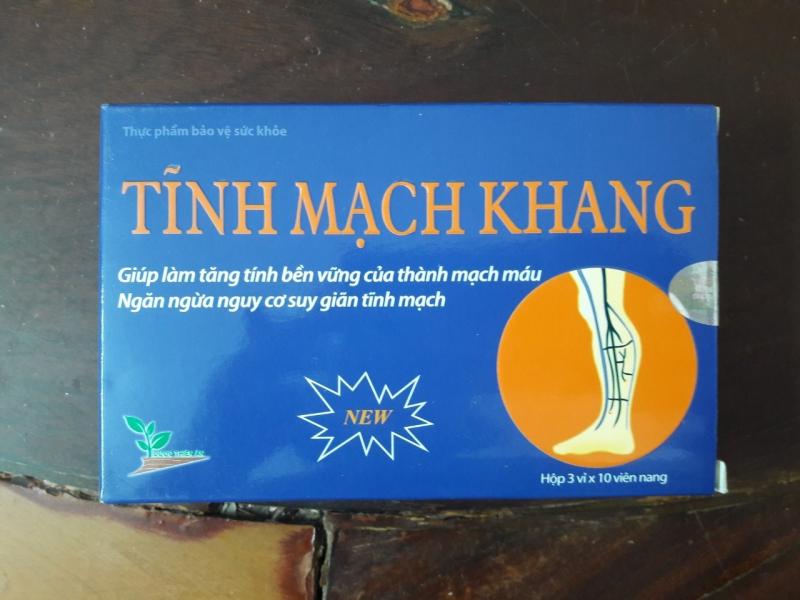 Thực phẩm bảo vệ sức khỏe
TĨNH MẠCH KHANG
Giúp làm tăng tính bền vững của thành mạch máu
Ngăn ngừa nguy cơ suy giãn tĩnh mạch
NEW
Hộp 3 vỉ x 10 viên nang